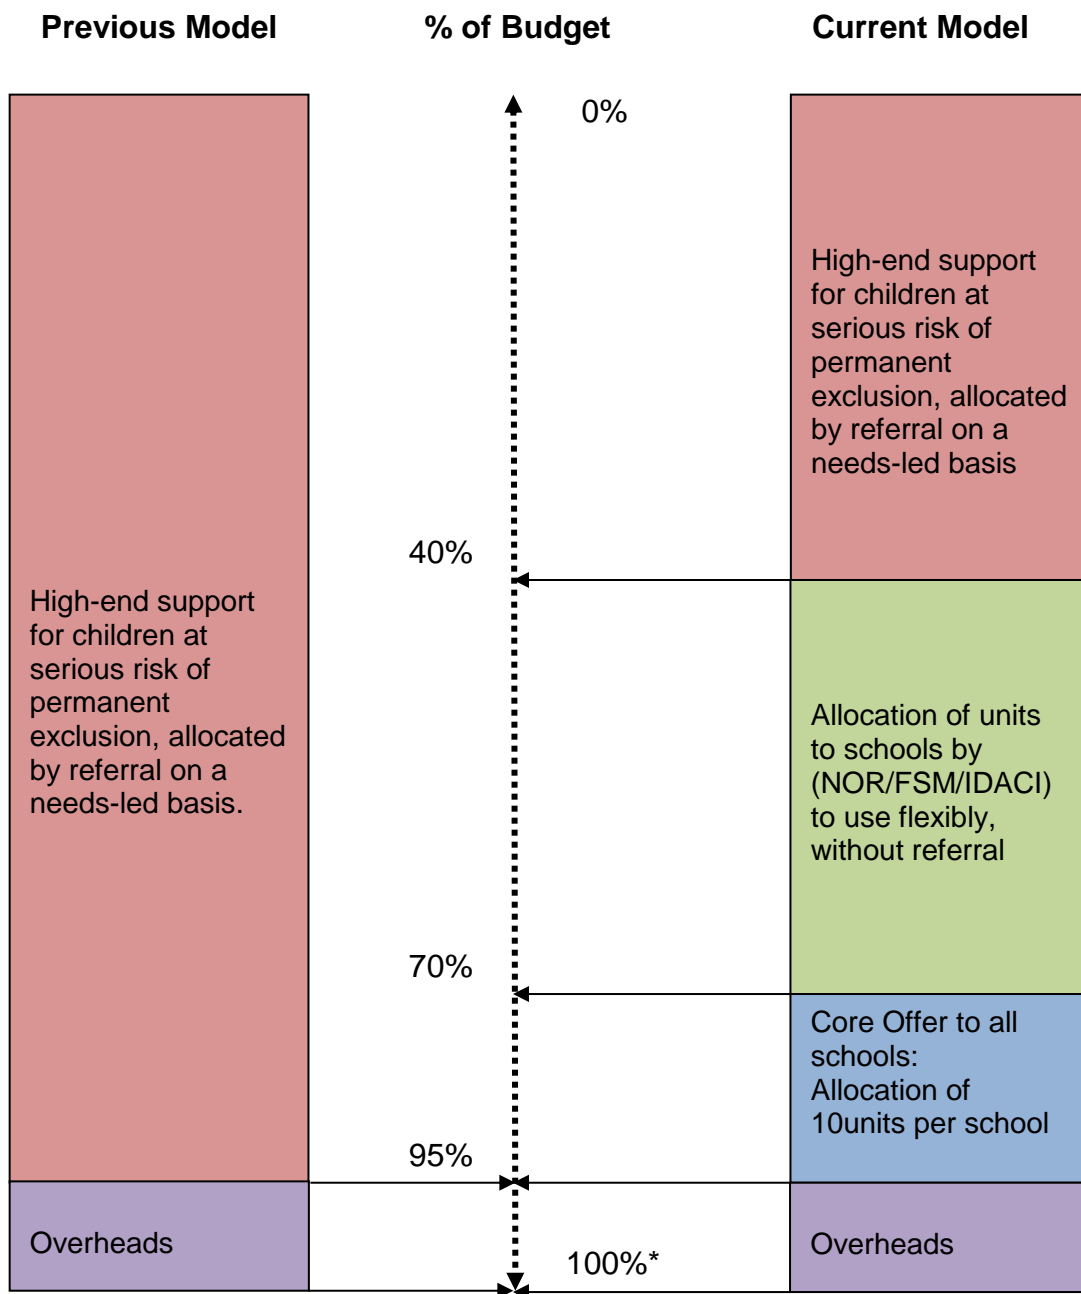 Previous Model
% of Budget
Current Model
0%
High-end support
for children at
serious risk of
permanent
exclusion, allocated
by referral on a
needs-led basis
40%
High-end support
for children at
serious risk of
permanent
exclusion, allocated
by referral on a
needs-led basis.
Allocation of units
to schools by
(NOR/FSM/IDACI)
to use flexibly,
without referral
70%
Core Offer to all
schools:
Allocation of
10units per school
95%
Overheads
Overheads
100%*